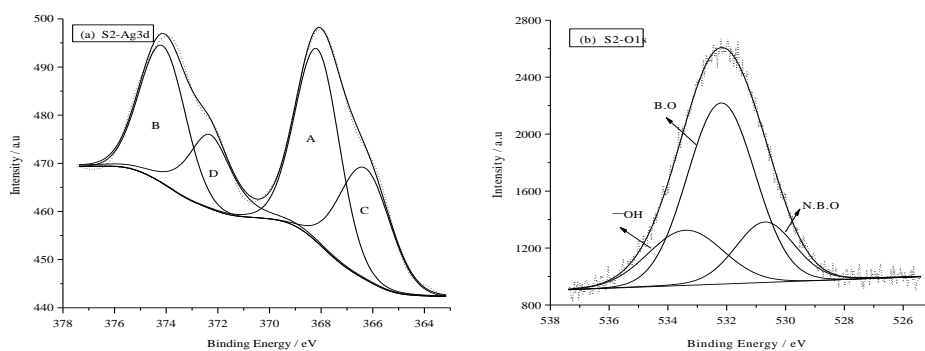 (a) S2-Ag3d
Intensity / a.u
500
490
480
470
460
450
440
B
D
A
C
378
376
374
372
370
368
366
364
Binding Energy / eV
(b) S2-O1s
Intensity / a.u
2800
2400
2000
1600
1200
800
B.O
—OH
N.B.O
538
536
534
532
530
528
526
Binding Energy / eV